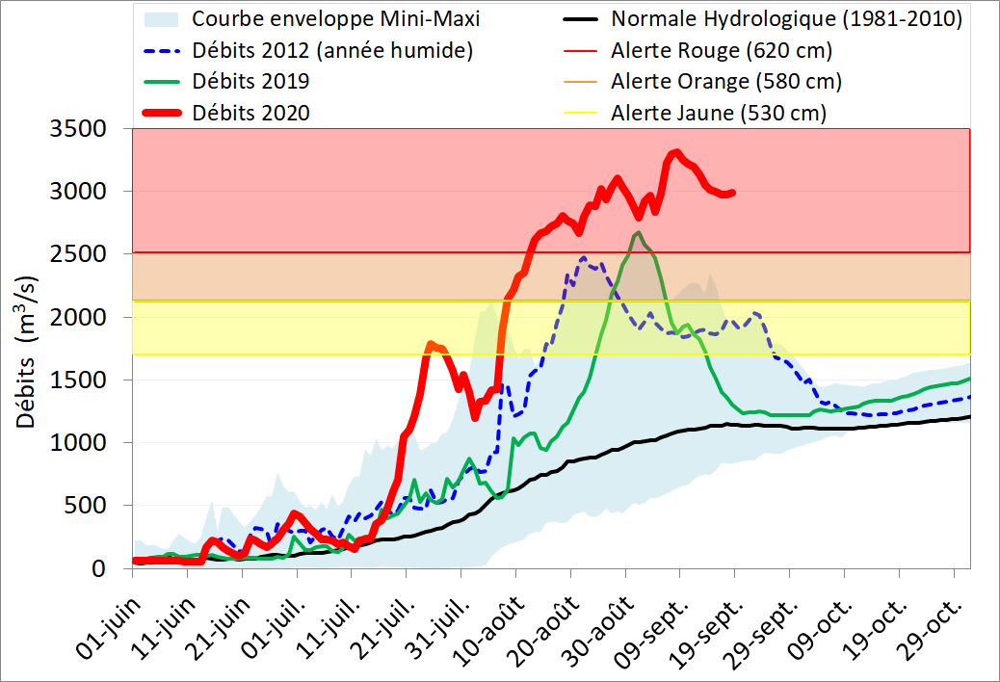 Courbe enveloppe Mini-Maxi
Normale Hydrologique (1981-2010)
Débits 2012 (année humide)
Alerte Rouge (620 cm)
Débits 2019
Alerte Orange (580 cm)
Débits 2020
Alerte Jaune (530 cm)
Débits (m³/s)
3500
3000
2500
2000
1500
1000
500
0
01-juin
11-juin
21-juin
01-juil.
11-juil.
21-juil.
31-juil.
10-août
20-août
30-août
09-sept.
19-sept.
29-sept.
09-oct.
19-oct.
29-oct.